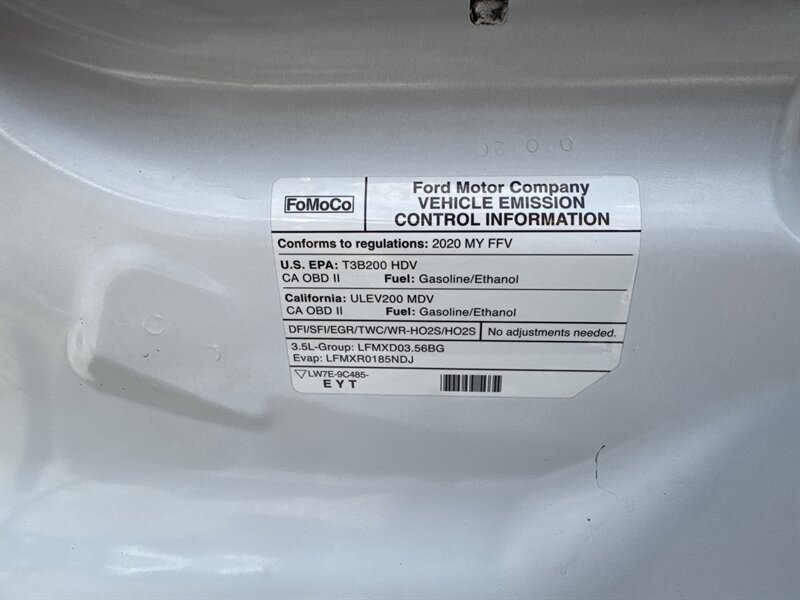 010 20
FoMoCo
Ford Motor Company
VEHICLE EMISSION
CONTROL INFORMATION
Conforms to regulations: 2020 MY FFV
U.S. EPA: T3B200 HDV
CA OBD II Fuel: Gasoline/Ethanol
California: ULEV200 MDV
CA OBD II Fuel: Gasoline/Ethanol
DFI/SFI/EGR/TWC/WR-HO2S/HO2S No adjustments needed.
3.5L-Group: LFMXD03.56BG
Evap: LFMXR0185NDJ
LW7E-9C485-
E Y T